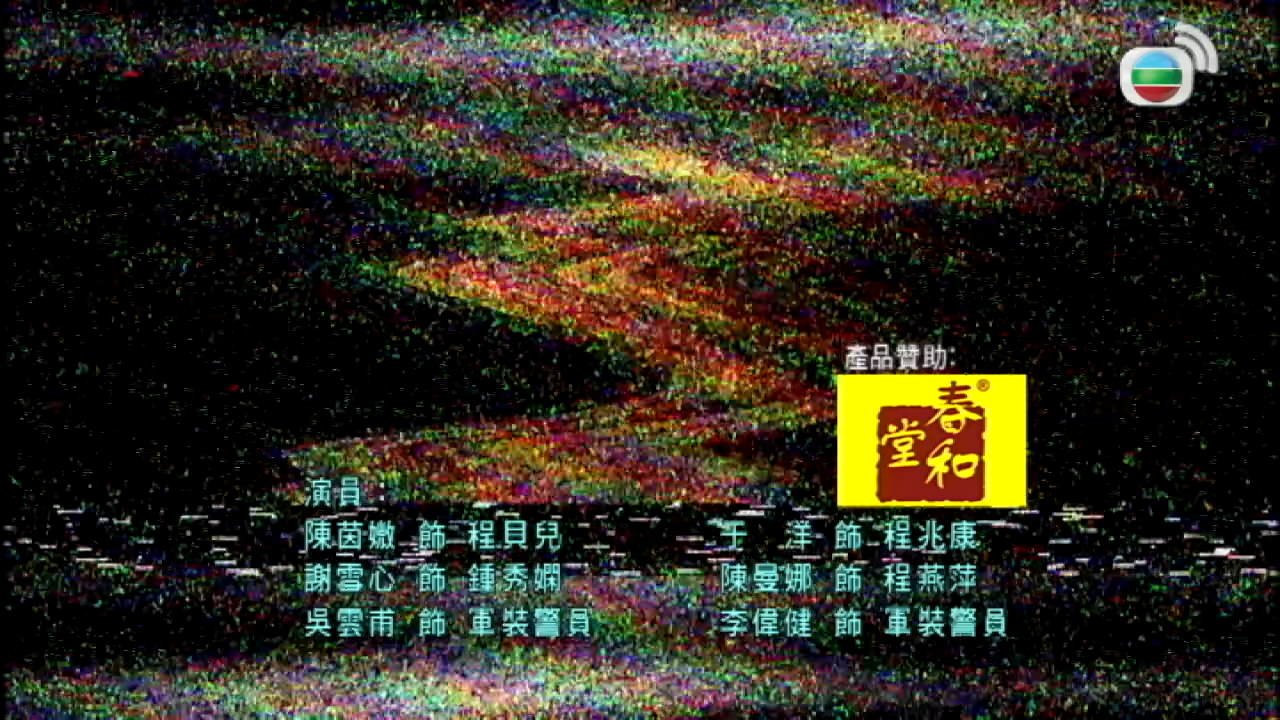 產品贊助:
春和堂®
演員：
陳茵媺 飾 程貝兒 于 洋 飾 程兆康
謝雪心 飾 鍾秀嫻 陳曼娜 飾 程燕萍
吳雲甫 飾 軍裝警員 李偉健 飾 軍裝警員